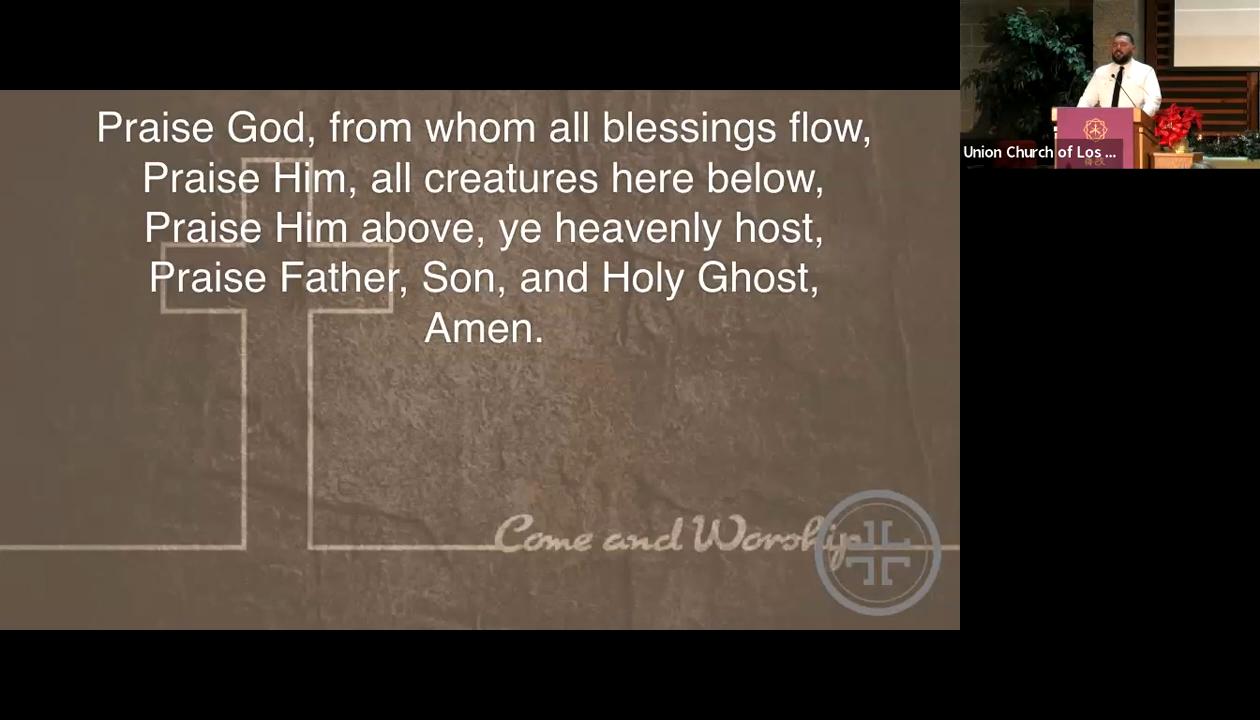 Praise God, from whom all blessings flow,
Praise Him, all creatures here below,
Praise Him above, ye heavenly host,
Praise Father, Son, and Holy Ghost,
Amen.
Come and Worship
Union Church of Los ...